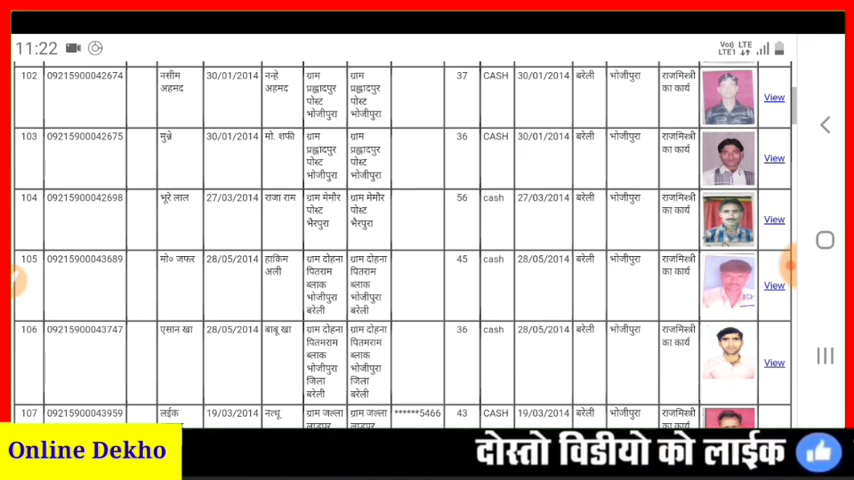 11:22
Vo) LTE
LTE1
102 09215900042674 नसीम अहमद 30/01/2014 नन्हे अहमद ग्राम प्रह्लादपुर पोस्ट भोजीपुरा ग्राम प्रह्लादपुर पोस्ट भोजीपुरा 37 CASH 30/01/2014 बरेली भोजीपुरा राजमिस्त्री का कार्य View
103 09215900042675 मुन्ने 30/01/2014 मो. शफी ग्राम प्रह्लादपुर पोस्ट भोजीपुरा ग्राम प्रह्लादपुर पोस्ट भोजीपुरा 36 CASH 30/01/2014 बरेली भोजीपुरा राजमिस्त्री का कार्य View
104 09215900042698 भूरे लाल 27/03/2014 राजा राम ग्राम मेमौर पोस्ट भैरपुरा ग्राम मेमौर पोस्ट भैरपुरा 56 cash 27/03/2014 बरेली भोजीपुरा राजमिस्त्री का कार्य View
105 09215900043689 मो० जफर 28/05/2014 हाकिम अली ग्राम दोहना पितराम ब्लाक भोजीपुरा बरेली ग्राम दोहना पितराम ब्लाक भोजीपुरा बरेली 45 cash 28/05/2014 बरेली भोजीपुरा राजमिस्त्री का कार्य View
106 09215900043747 एसान खा 28/05/2014 बाबू खा ग्राम दोहना पितमराम ब्लाक भोजीपुरा जिला बरेली ग्राम दोहना पितमराम ब्लाक भोजीपुरा जिला बरेली 36 cash 28/05/2014 बरेली भोजीपुरा राजमिस्त्री का कार्य View
107 09215900043959 लईक 19/03/2014 नत्थू ग्राम जल्ला ग्राम जल्ला ******5466 43 CASH 19/03/2014 बरेली भोजीपुरा राजमिस्त्री
Online Dekho
दोस्तो विडीयो को लाईक